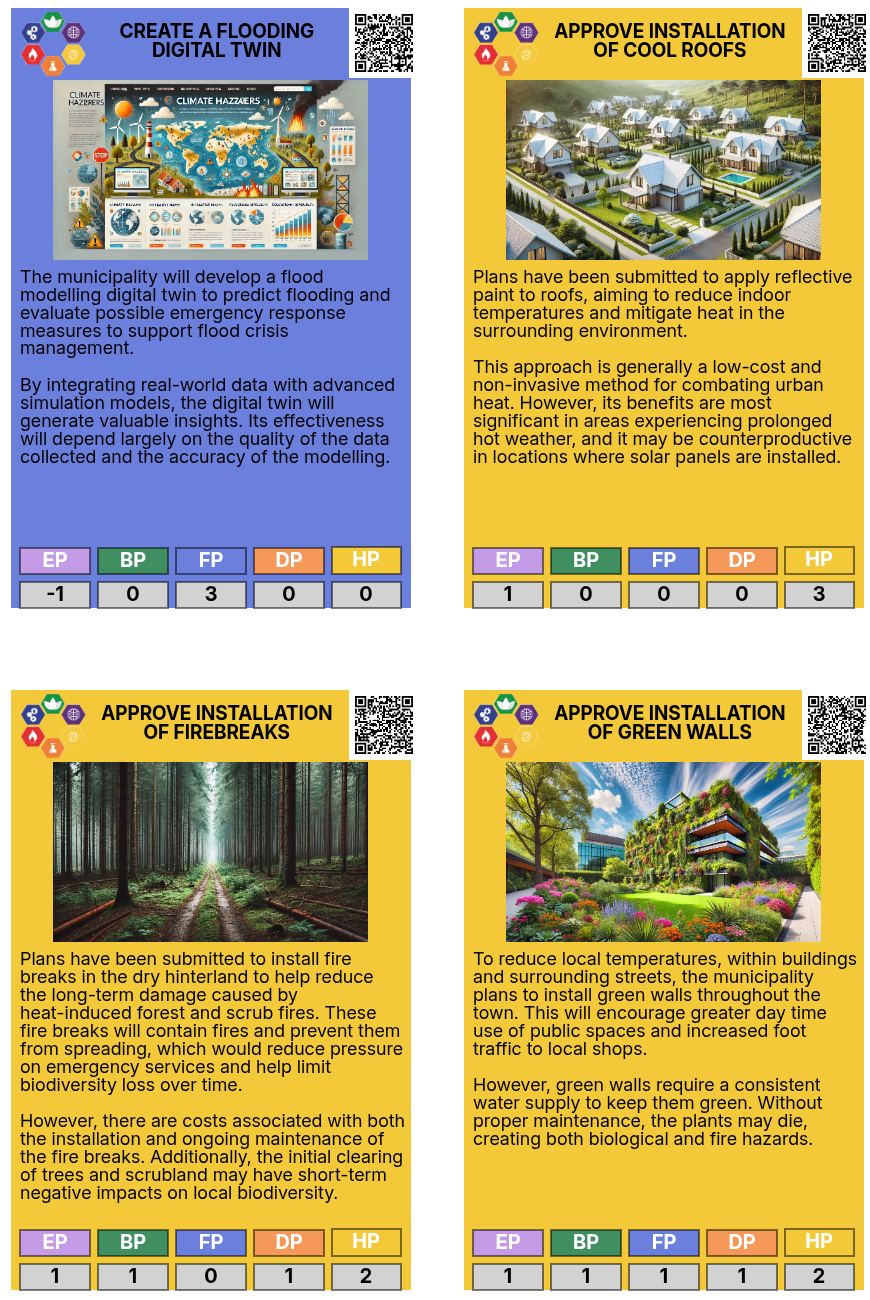 CREATE A FLOODING
DIGITAL TWIN
CLIMATE
HAZZERERS
CLIMATE HAZZAERS
STOP
The municipality will develop a flood
modelling digital twin to predict flooding and
evaluate possible emergency response
measures to support flood crisis
management.
By integrating real-world data with advanced
simulation models, the digital twin will
generate valuable insights. Its effectiveness
will depend largely on the quality of the data
collected and the accuracy of the modelling.
EP BP FP DP HP
-1 0 3 0 0
APPROVE INSTALLATION
OF COOL ROOFS
Plans have been submitted to apply reflective
paint to roofs, aiming to reduce indoor
temperatures and mitigate heat in the
surrounding environment.
This approach is generally a low-cost and
non-invasive method for combating urban
heat. However, its benefits are most
significant in areas experiencing prolonged
hot weather, and it may be counterproductive
in locations where solar panels are installed.
EP BP FP DP HP
1 0 0 0 3
APPROVE INSTALLATION
OF FIREBREAKS
Plans have been submitted to install fire
breaks in the dry hinterland to help reduce
the long-term damage caused by
heat-induced forest and scrub fires. These
fire breaks will contain fires and prevent them
from spreading, which would reduce pressure
on emergency services and help limit
biodiversity loss over time.
However, there are costs associated with both
the installation and ongoing maintenance of
the fire breaks. Additionally, the initial clearing
of trees and scrubland may have short-term
negative impacts on local biodiversity.
EP BP FP DP HP
1 1 0 1 2
APPROVE INSTALLATION
OF GREEN WALLS
To reduce local temperatures, within buildings
and surrounding streets, the municipality
plans to install green walls throughout the
town. This will encourage greater day time
use of public spaces and increased foot
traffic to local shops.
However, green walls require a consistent
water supply to keep them green. Without
proper maintenance, the plants may die,
creating both biological and fire hazards.
EP BP FP DP HP
1 1 1 1 2